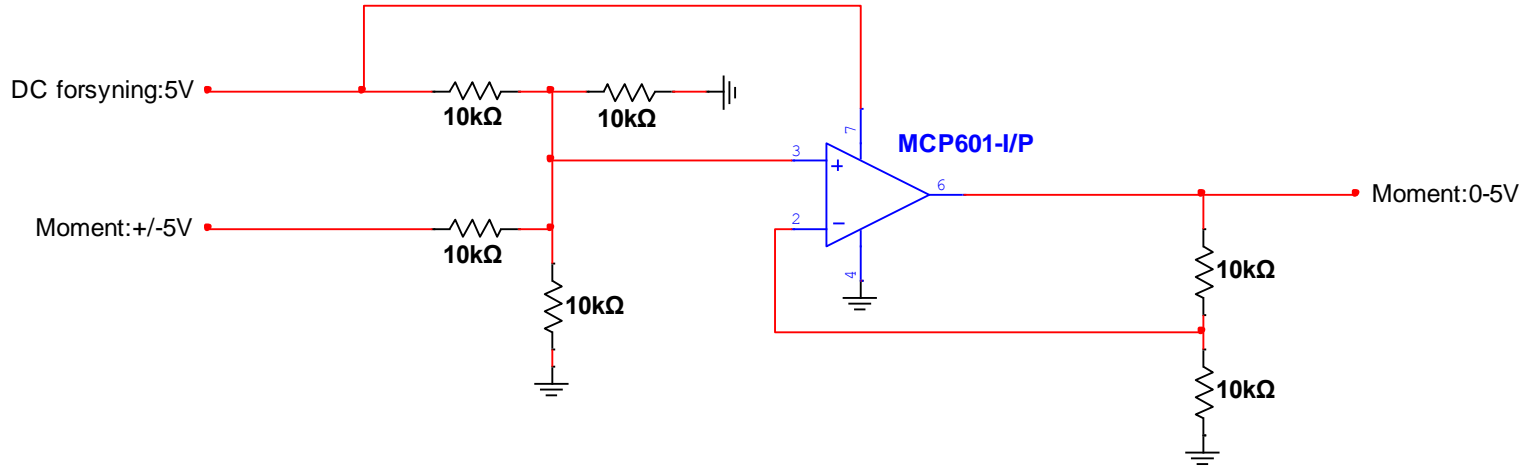 DC forsyning:5V
10kΩ
10kΩ
7
MCP601-I/P
3
6
Moment:0-5V
Moment:+/-5V
10kΩ
2
4
10kΩ
10kΩ
10kΩ